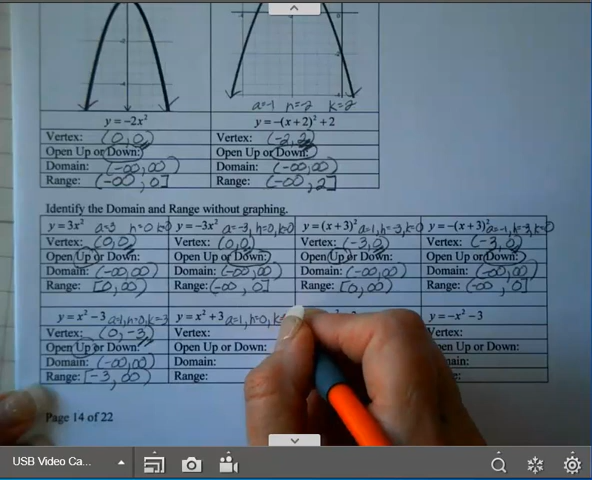 a=-1 h=-2 k=2
y = -2x² y = -(x + 2)² + 2
Vertex: (0, 0) Vertex: (-2, 2)
Open Up or Down: Open Up or Down:
Domain: (-∞, ∞) Domain: (-∞, ∞)
Range: (-∞, 0] Range: (-∞, 2]
Identify the Domain and Range without graphing.
y = 3x² a=3 h=0 k=0 y = -3x² a=-3, h=0, k=0 y = (x + 3)² a=1, h=-3, k=0 y = -(x + 3)² a=-1, h=-3, k=0
Vertex: (0, 0) Vertex: (0, 0) Vertex: (-3, 0) Vertex: (-3, 0)
Open Up or Down: Open Up or Down: Open Up or Down: Open Up or Down:
Domain: (-∞, ∞) Domain: (-∞, ∞) Domain: (-∞, ∞) Domain: (-∞, ∞)
Range: [0, ∞) Range: (-∞, 0] Range: [0, ∞) Range: (-∞, 0]
y = x² - 3 a=1, h=0, k=-3 y = x² + 3 a=1, h=0, k= y = -x² - 3
Vertex: (0, -3) Vertex: Vertex:
Open Up or Down: Open Up or Down: Open Up or Down:
Domain: (-∞, ∞) Domain:
Range: [-3, ∞) Range:
Page 14 of 22
USB Video Ca...